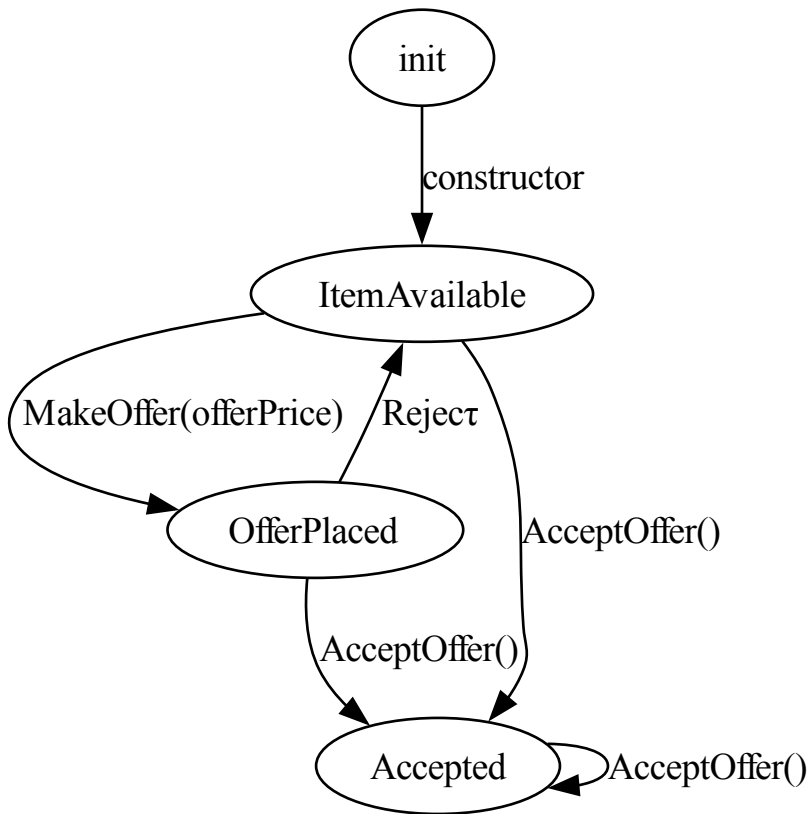 init
constructor
ItemAvailable
MakeOffer(offerPrice)
Rejecτ
AcceptOffer()
OfferPlaced
AcceptOffer()
Accepted
AcceptOffer()